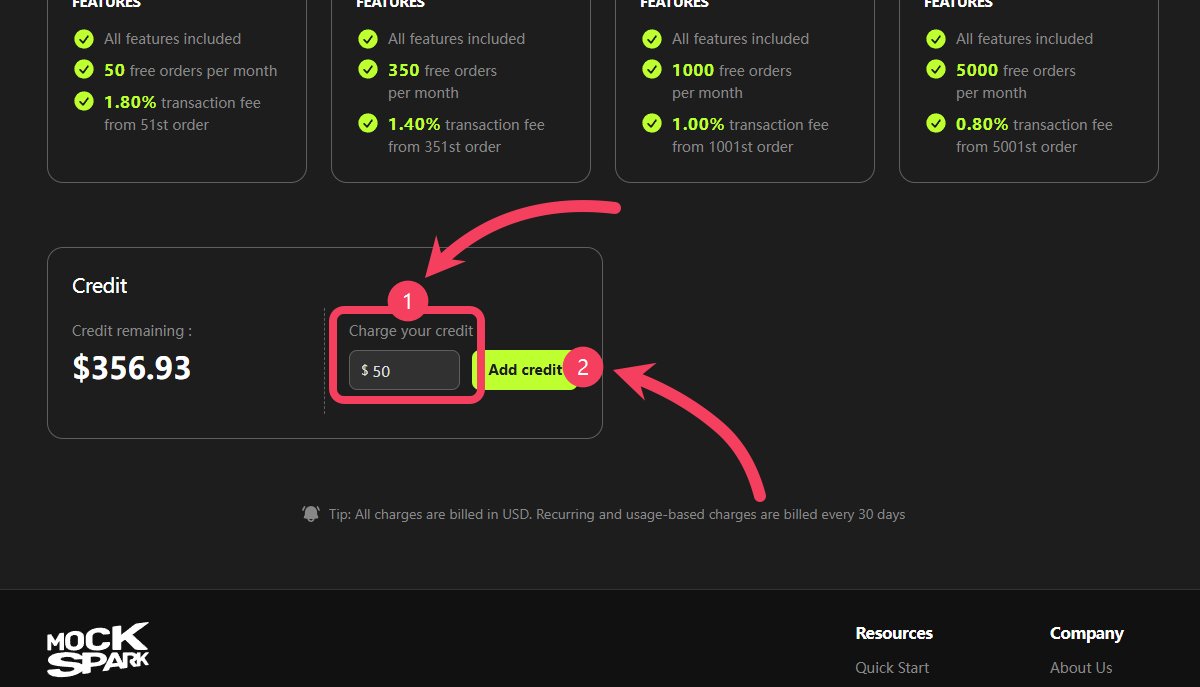 FEATURES
All features included
50 free orders per month
1.80% transaction fee
from 51st order
FEATURES
All features included
350 free orders
per month
1.40% transaction fee
from 351st order
FEATURES
All features included
1000 free orders
per month
1.00% transaction fee
from 1001st order
FEATURES
All features included
5000 free orders
per month
0.80% transaction fee
from 5001st order
Credit
Credit remaining :
$356.93
1
Charge your credit
$ 50
Add credit
2
Tip: All charges are billed in USD. Recurring and usage-based charges are billed every 30 days
MOCK
SPARK
Resources
Quick Start
Company
About Us